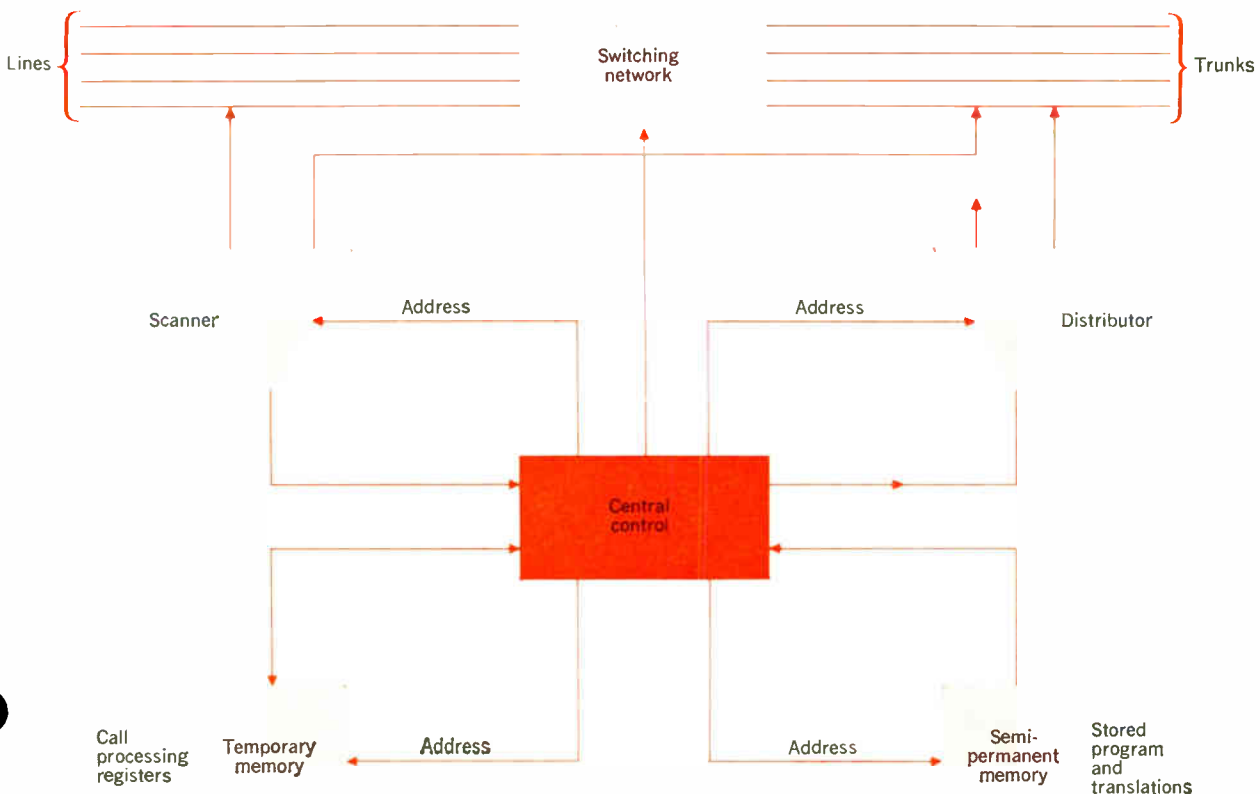 Lines
Switching
network
Trunks
Scanner
Address
Address
Distributor
Central
control
Call
processing
registers
Temporary
memory
Address
Address
Semi-
permanent
memory
Stored
program
and
translations